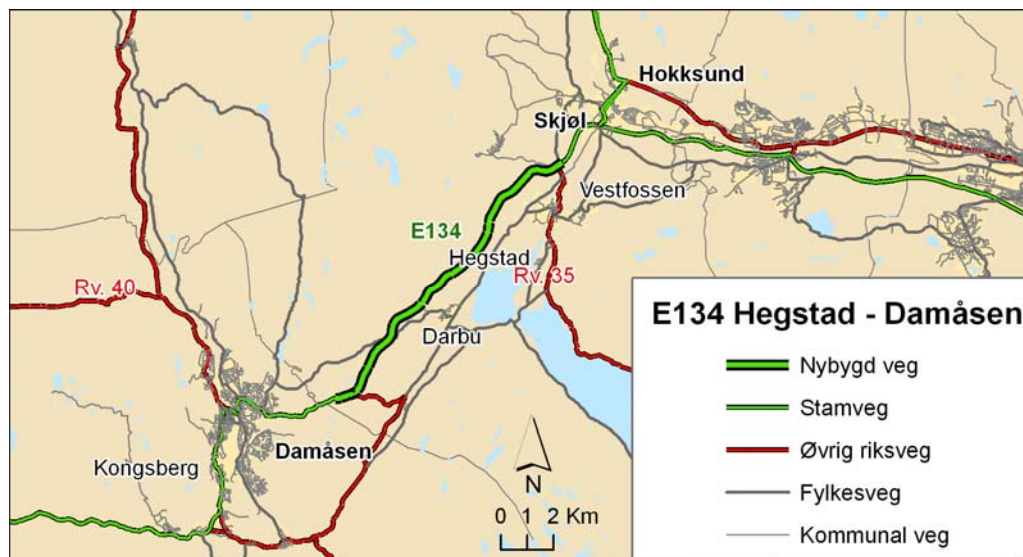 Hokksund
Skjøl
Vestfossen
E134
Hegstad
Rv. 35
Rv. 40
Darbu
Damåsen
Kongsberg
N
0 1 2 Km
E134 Hegstad - Damåsen
Nybygd veg
Stamveg
Øvrig riksveg
Fylkesveg
Kommunal veg